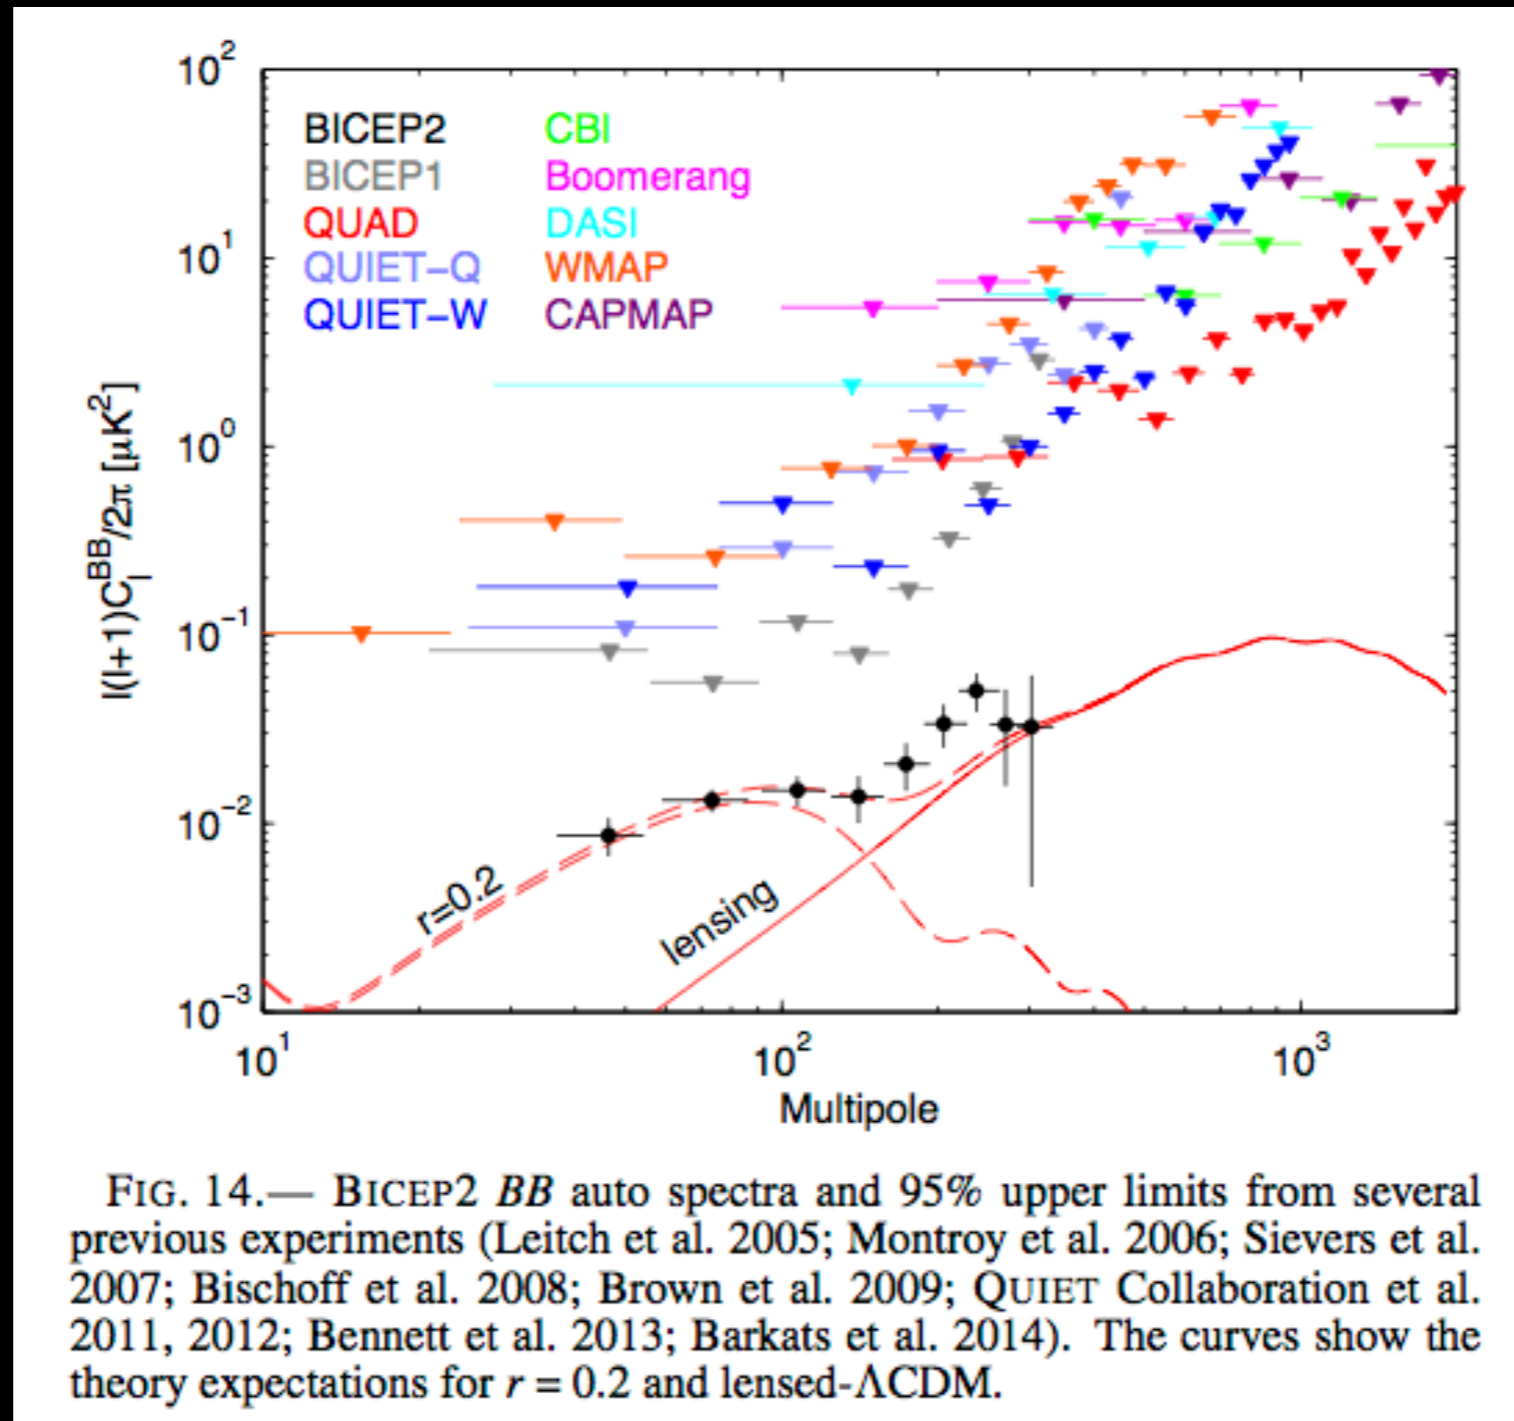 10²
BICEP2 CBI
BICEP1 Boomerang
QUAD DASI
QUIET−Q WMAP
QUIET−W CAPMAP
10¹
10⁰
10⁻¹
10⁻²
10⁻³
l(l+1)C_l^BB/2π [μK²]
r=0.2
lensing
10¹ 10² 10³
Multipole
FIG. 14.— BICEP2 BB auto spectra and 95% upper limits from several
previous experiments (Leitch et al. 2005; Montroy et al. 2006; Sievers et al.
2007; Bischoff et al. 2008; Brown et al. 2009; QUIET Collaboration et al.
2011, 2012; Bennett et al. 2013; Barkats et al. 2014). The curves show the
theory expectations for r = 0.2 and lensed-ΛCDM.